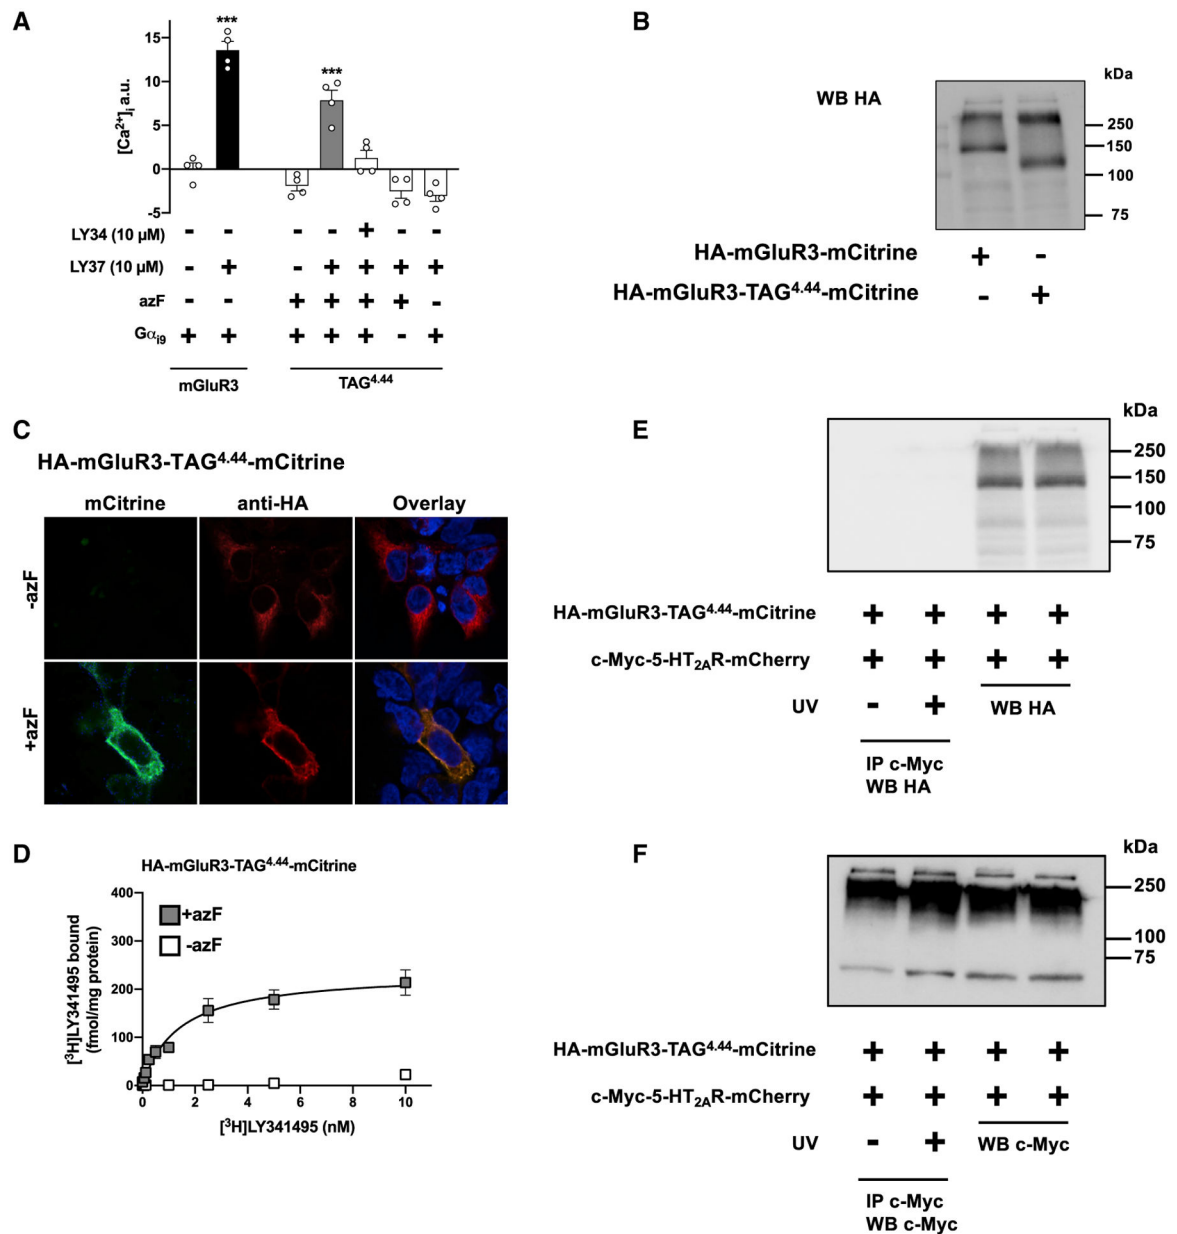 A
***
***
15
10
5
0
-5
[Ca²⁺]ᵢ a.u.
LY34 (10 µM) - - - - + - -
LY37 (10 µM) - + - + + + +
azF - - + + + + -
Gαi9 + + + + + - +
mGluR3 TAG⁴·⁴⁴
B
WB HA
kDa
250
150
100
75
HA-mGluR3-mCitrine + -
HA-mGluR3-TAG⁴·⁴⁴-mCitrine - +
C
HA-mGluR3-TAG⁴·⁴⁴-mCitrine
mCitrine anti-HA Overlay
-azF
+azF
D
HA-mGluR3-TAG⁴·⁴⁴-mCitrine
400
300
200
100
0
+azF
-azF
[³H]LY341495 bound
(fmol/mg protein)
0 2 4 6 8 10
[³H]LY341495 (nM)
E
kDa
250
150
100
75
HA-mGluR3-TAG⁴·⁴⁴-mCitrine + + + +
c-Myc-5-HT₂ₐR-mCherry + + + +
UV - + WB HA
IP c-Myc
WB HA
F
kDa
250
100
75
HA-mGluR3-TAG⁴·⁴⁴-mCitrine + + + +
c-Myc-5-HT₂ₐR-mCherry + + + +
UV - + WB c-Myc
IP c-Myc
WB c-Myc